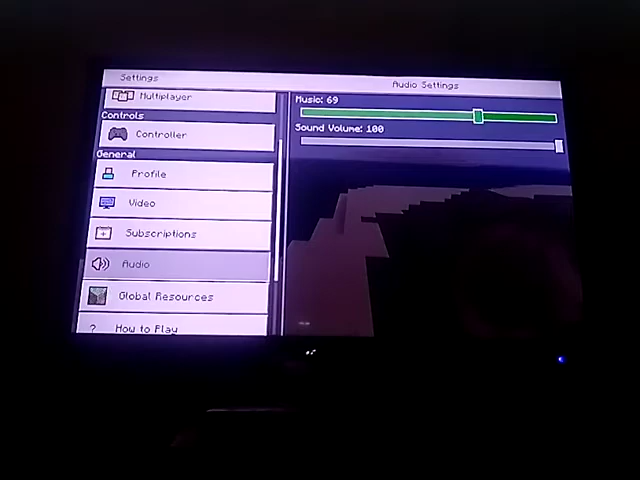 Settings
Audio Settings
Multiplayer
Music: 69
Controls
Sound Volume: 100
Controller
General
Profile
Video
Subscriptions
Audio
Global Resources
? How to Play